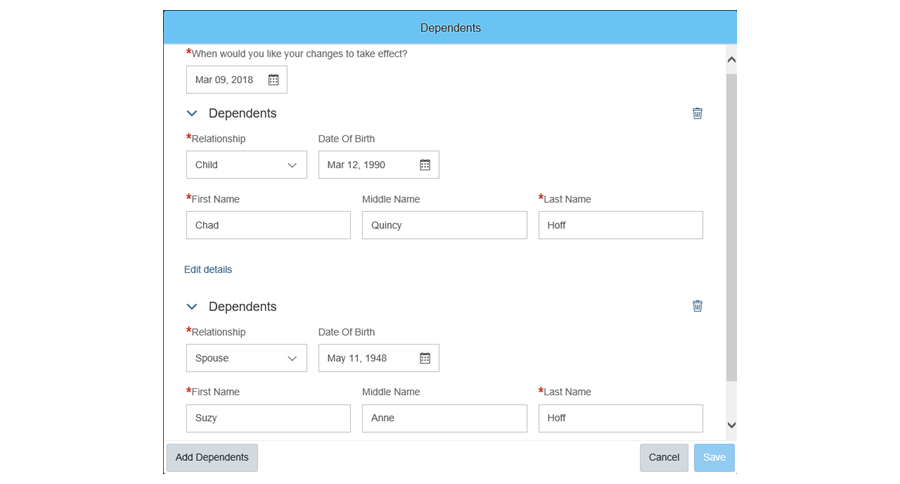 Dependents
*When would you like your changes to take effect?
Mar 09, 2018
Dependents
*Relationship Date Of Birth
Child Mar 12, 1990
*First Name Middle Name *Last Name
Chad Quincy Hoff
Edit details
Dependents
*Relationship Date Of Birth
Spouse May 11, 1948
*First Name Middle Name *Last Name
Suzy Anne Hoff
Add Dependents Cancel Save